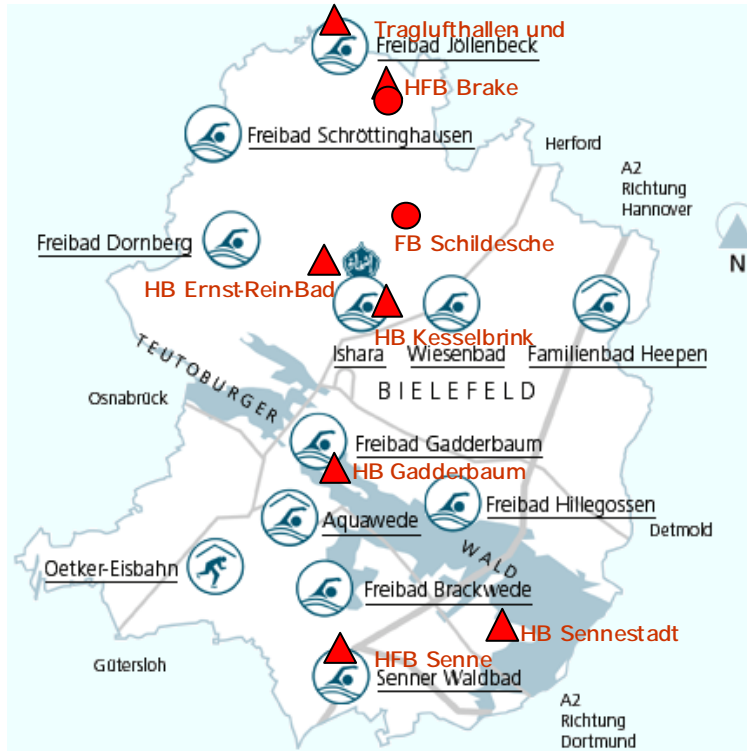 Traglufthallen und
Freibad Jöllenbeck
HFB Brake
Freibad Schröttinghausen
Herford
A2
Richtung
Hannover
Freibad Dornberg
FB Schildesche
N
HB Ernst-Rein-Bad
HB Kesselbrink
Ishara
Wiesenbad
Familienbad Heepen
TEUTOBURGER
BIELEFELD
Osnabrück
Freibad Gadderbaum
HB Gadderbaum
Freibad Hillegossen
Aquawede
Detmold
WALD
Oetker-Eisbahn
Freibad Brackwede
HB Sennestadt
HFB Senne
Gütersloh
Senner Waldbad
A2
Richtung
Dortmund